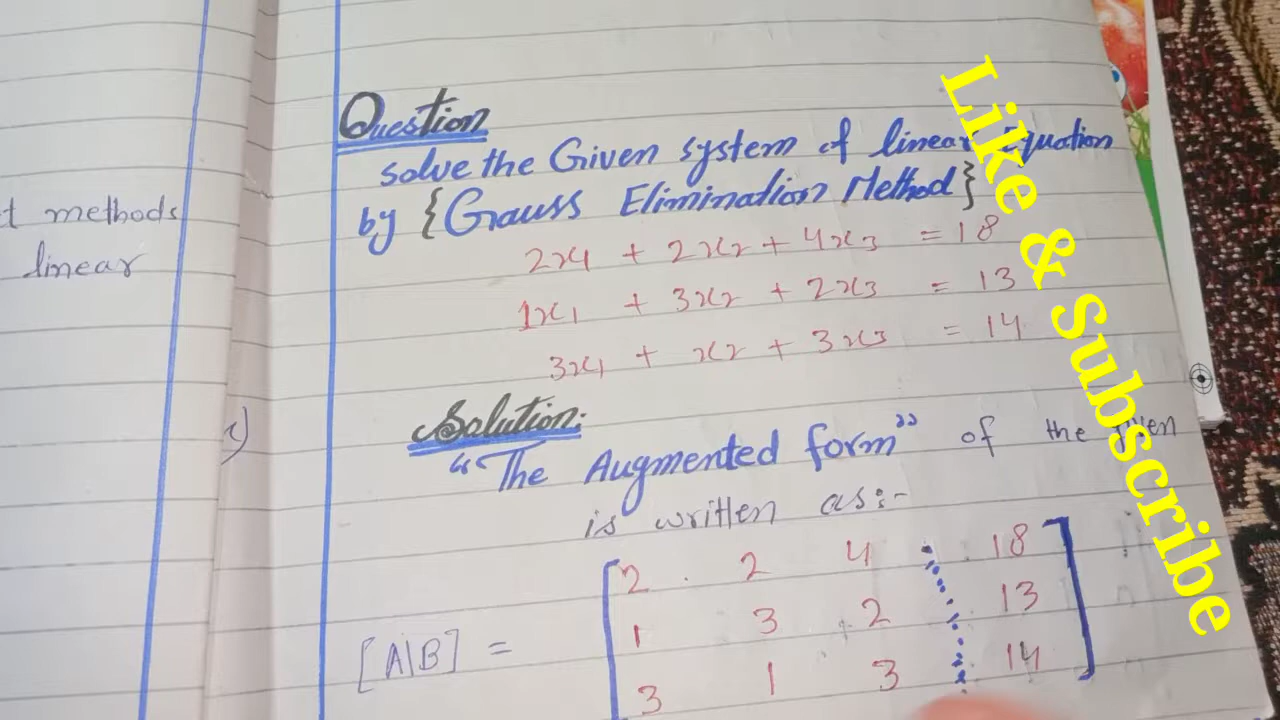 t methods
linear
Question
solve the Given system of linear Equation
by {Grauss Elimination Method}
2x1 + 2x2 + 4x3 = 18
1x1 + 3x2 + 2x3 = 13
3x1 + x2 + 3x3 = 14
Solution:
"The Augmented form" of the given
is written as:-
[A|B] =
2 2 4 18
1 3 2 13
3 1 3 14
Like & Subscribe